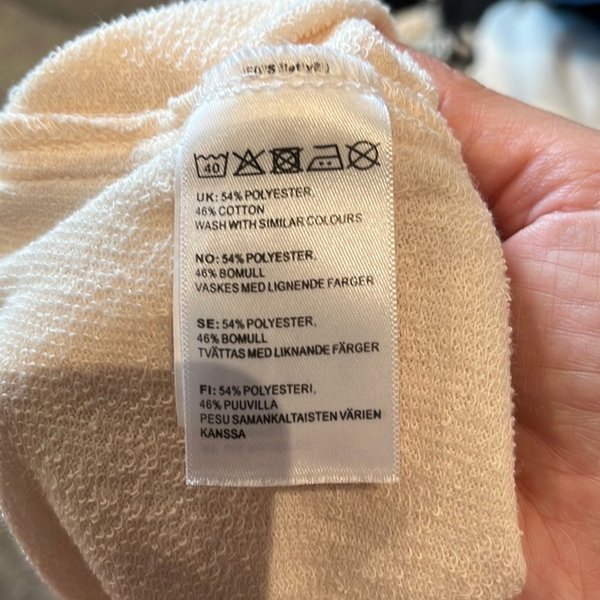 40
UK: 54% POLYESTER,
46% COTTON
WASH WITH SIMILAR COLOURS
NO: 54% POLYESTER,
46% BOMULL
VASKES MED LIGNENDE FARGER
SE: 54% POLYESTER,
46% BOMULL
TVÄTTAS MED LIKNANDE FÄRGER
FI: 54% POLYESTERI,
46% PUUVILLA
PESU SAMANKALTAISTEN VÄRIEN
KANSSA